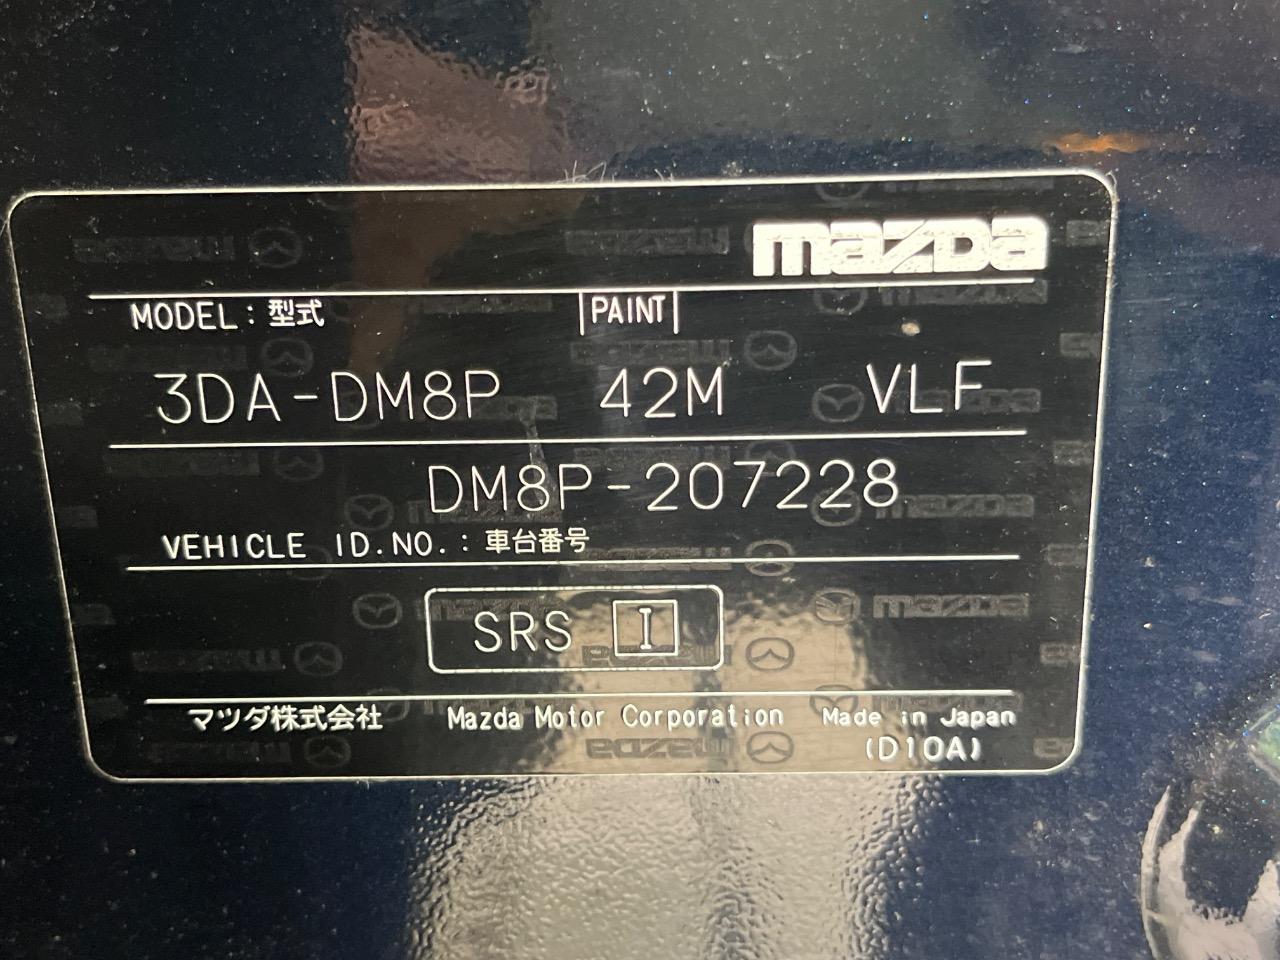 mazda
MODEL: 型式 PAINT
3DA-DM8P 42M VLF
DM8P-207228
VEHICLE ID.NO.: 車台番号
SRS I
マツダ株式会社 Mazda Motor Corporation Made in Japan
(D10A)